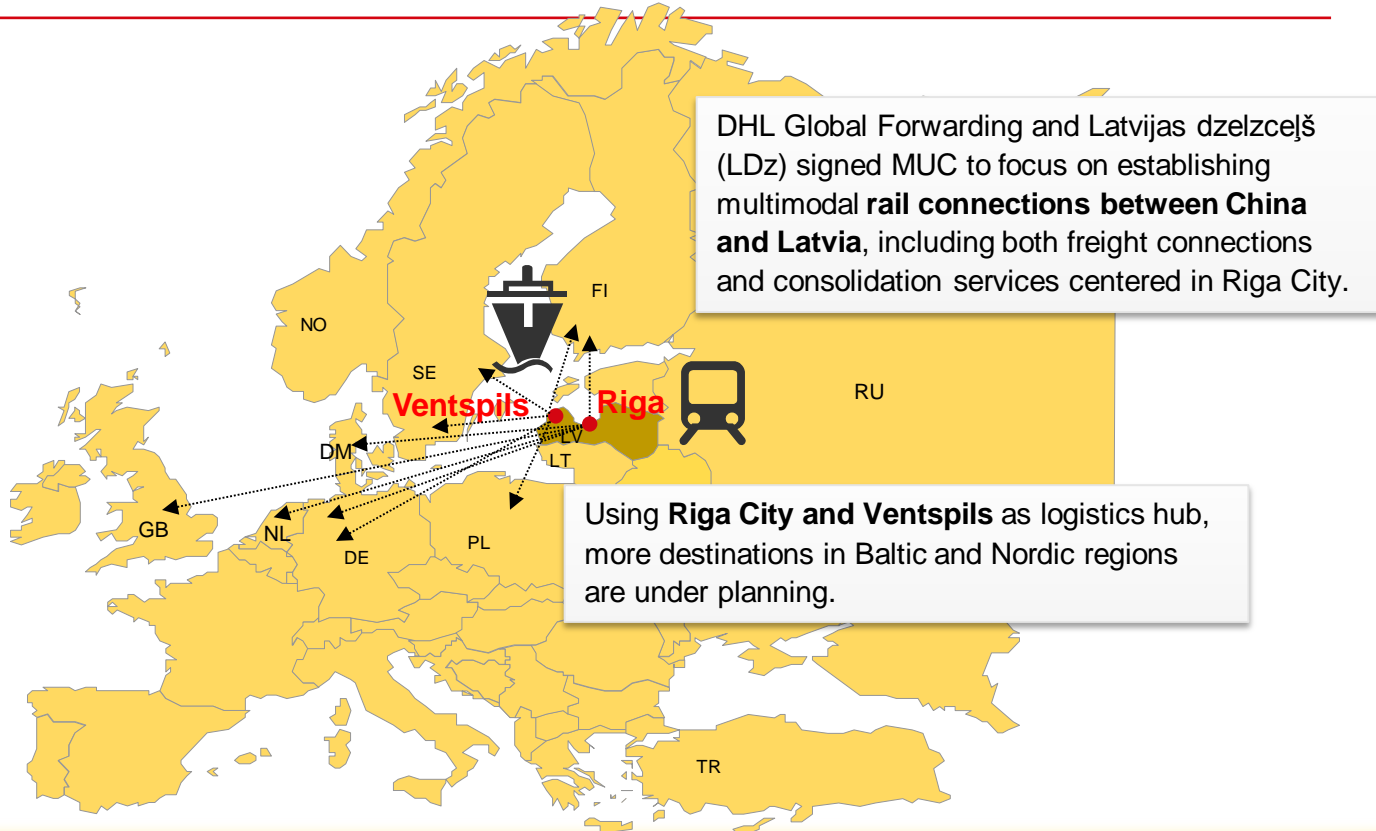 DHL Global Forwarding and Latvijas dzelzceļš
(LDz) signed MUC to focus on establishing
multimodal rail connections between China
and Latvia, including both freight connections
and consolidation services centered in Riga City.
FI
NO
SE
RU
Ventspils
Riga
DM
LV
LT
GB
NL
PL
DE
Using Riga City and Ventspils as logistics hub,
more destinations in Baltic and Nordic regions
are under planning.
TR